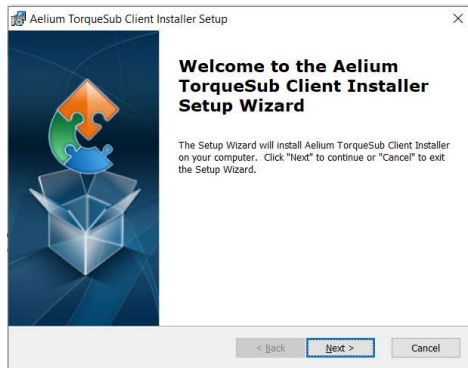 Aelium TorqueSub Client Installer Setup
Welcome to the Aelium
TorqueSub Client Installer
Setup Wizard
The Setup Wizard will install Aelium TorqueSub Client Installer
on your computer.  Click "Next" to continue or "Cancel" to exit
the Setup Wizard.
< Back
Next >
Cancel